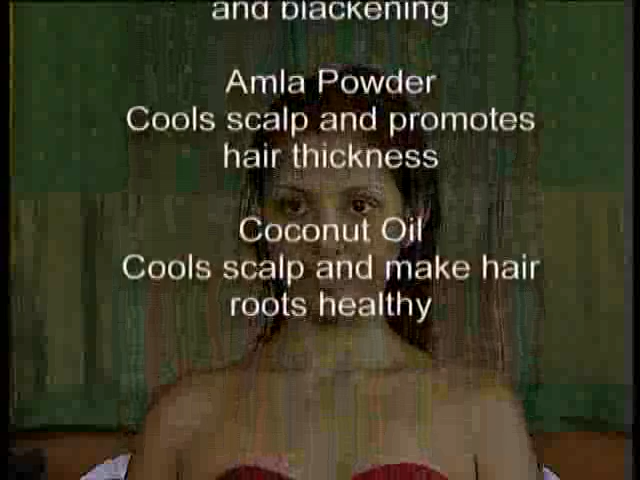 and blackening
Amla Powder
Cools scalp and promotes
hair thickness
Coconut Oil
Cools scalp and make hair
roots healthy